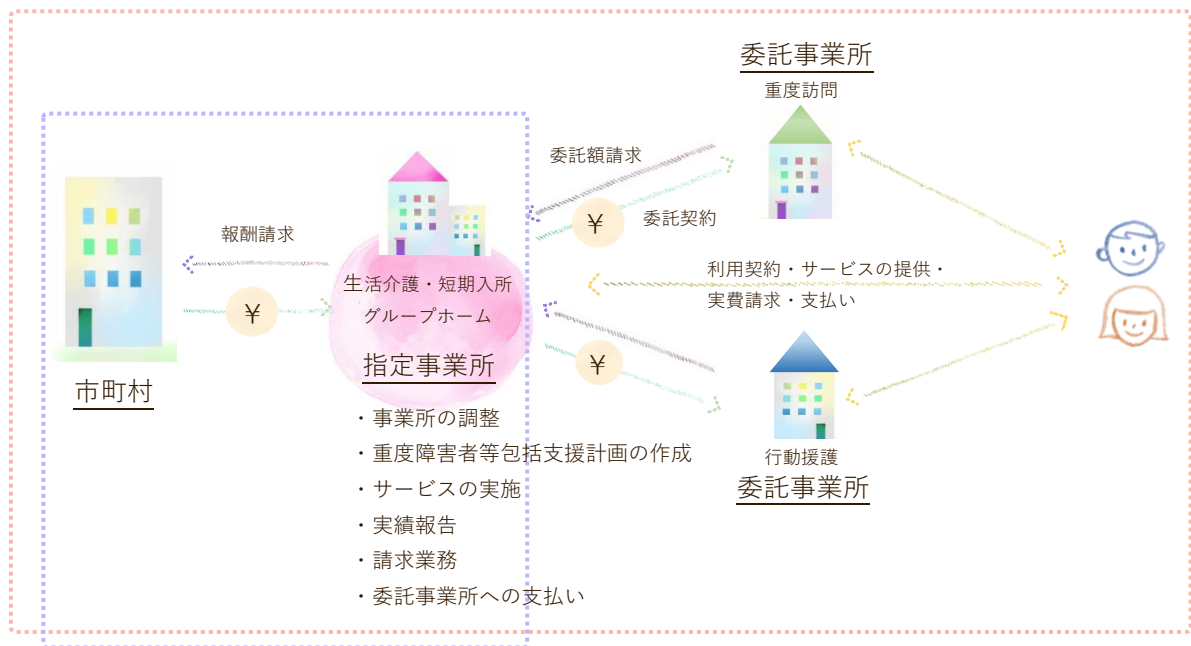 委託事業所
重度訪問
委託額請求
¥
委託契約
報酬請求
¥
生活介護・短期入所
グループホーム
指定事業所
市町村
利用契約・サービスの提供・
実費請求・支払い
¥
行動援護
委託事業所
・事業所の調整
・重度障害者等包括支援計画の作成
・サービスの実施
・実績報告
・請求業務
・委託事業所への支払い